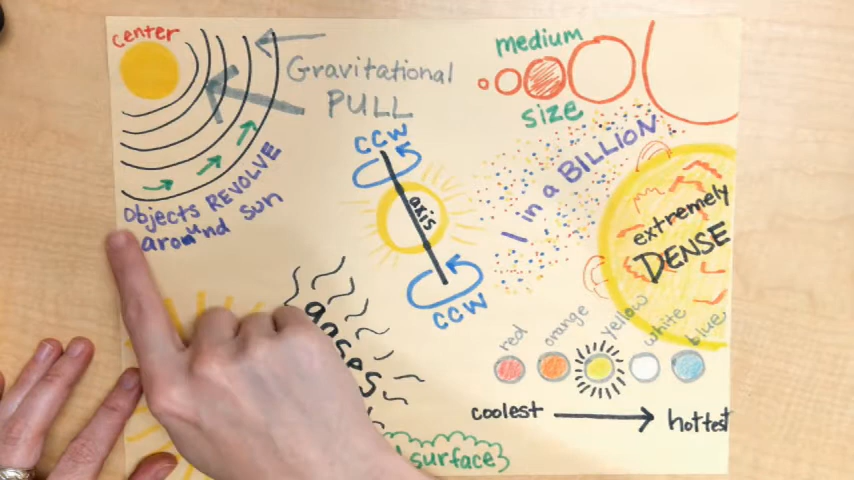 center
Gravitational
PULL
Objects REVOLVE
around sun
medium
size
CCW
axis
CCW
1 in a BILLION
extremely
DENSE
gases
red
orange
yellow
white
blue
coolest
hottest
surface